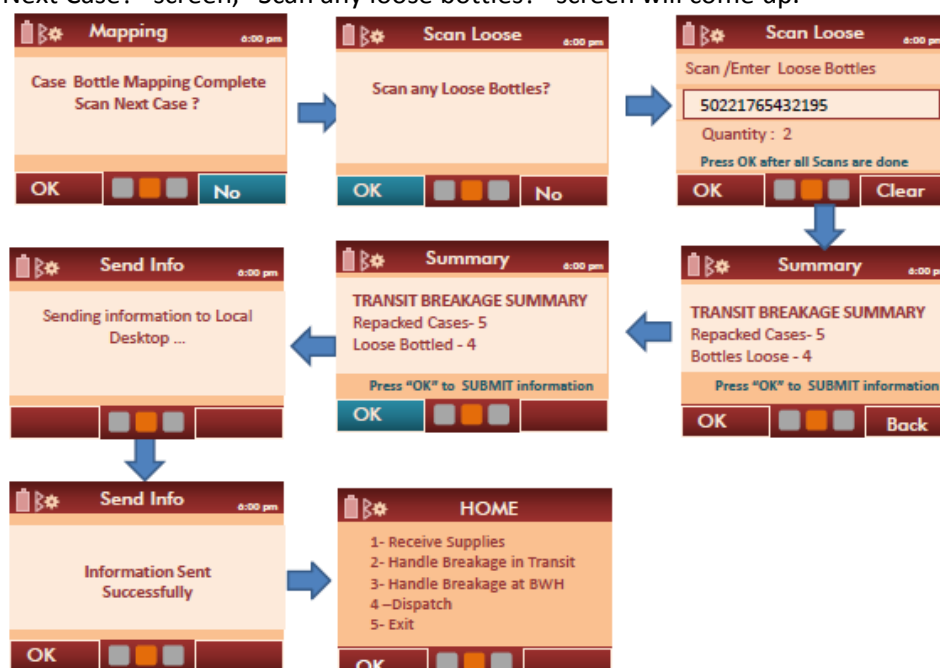 Next Case?" screen, "Scan any loose bottles?" screen will come up.
Mapping
6:00 pm
Case Bottle Mapping Complete
Scan Next Case ?
OK
No
Scan Loose
6:00 pm
Scan any Loose Bottles?
OK
No
Scan Loose
6:00 pm
Scan /Enter Loose Bottles
50221765432195
Quantity : 2
Press OK after all Scans are done
OK
Clear
Send Info
6:00 pm
Sending information to Local
Desktop ...
Summary
6:00 pm
TRANSIT BREAKAGE SUMMARY
Repacked Cases- 5
Loose Bottled - 4
Press "OK" to SUBMIT information
OK
Summary
6:00 p
TRANSIT BREAKAGE SUMMARY
Repacked Cases- 5
Bottles Loose - 4
Press "OK" to SUBMIT information
OK
Back
Send Info
6:00 pm
Information Sent
Successfully
OK
HOME
1- Receive Supplies
2- Handle Breakage in Transit
3- Handle Breakage at BWH
4 –Dispatch
5- Exit
OK